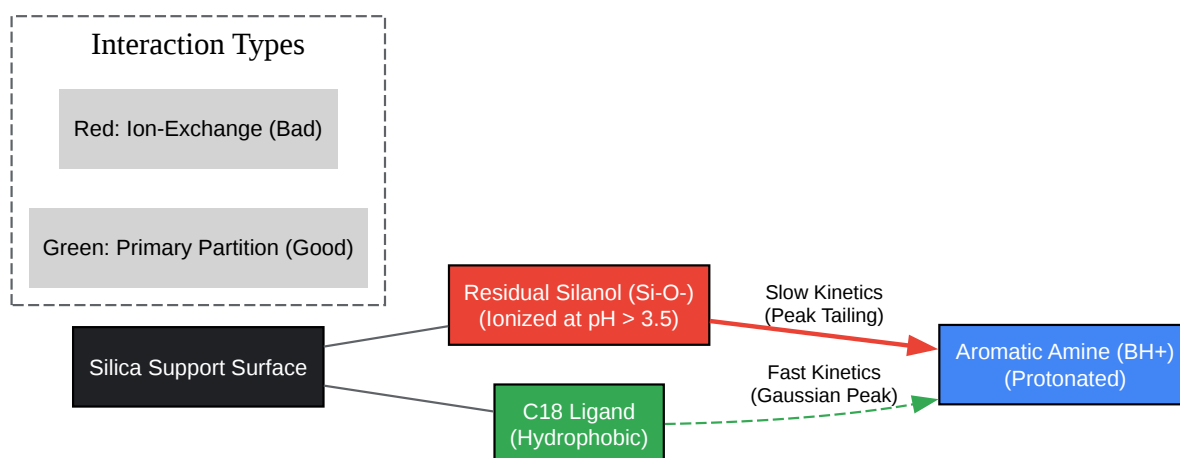 Interaction Types
Red: Ion-Exchange (Bad)
Green: Primary Partition (Good)
Residual Silanol (Si-O-)
(Ionized at pH > 3.5)
Slow Kinetics
(Peak Tailing)
Silica Support Surface
Aromatic Amine (BH+)
(Protonated)
Fast Kinetics
(Gaussian Peak)
C18 Ligand
(Hydrophobic)